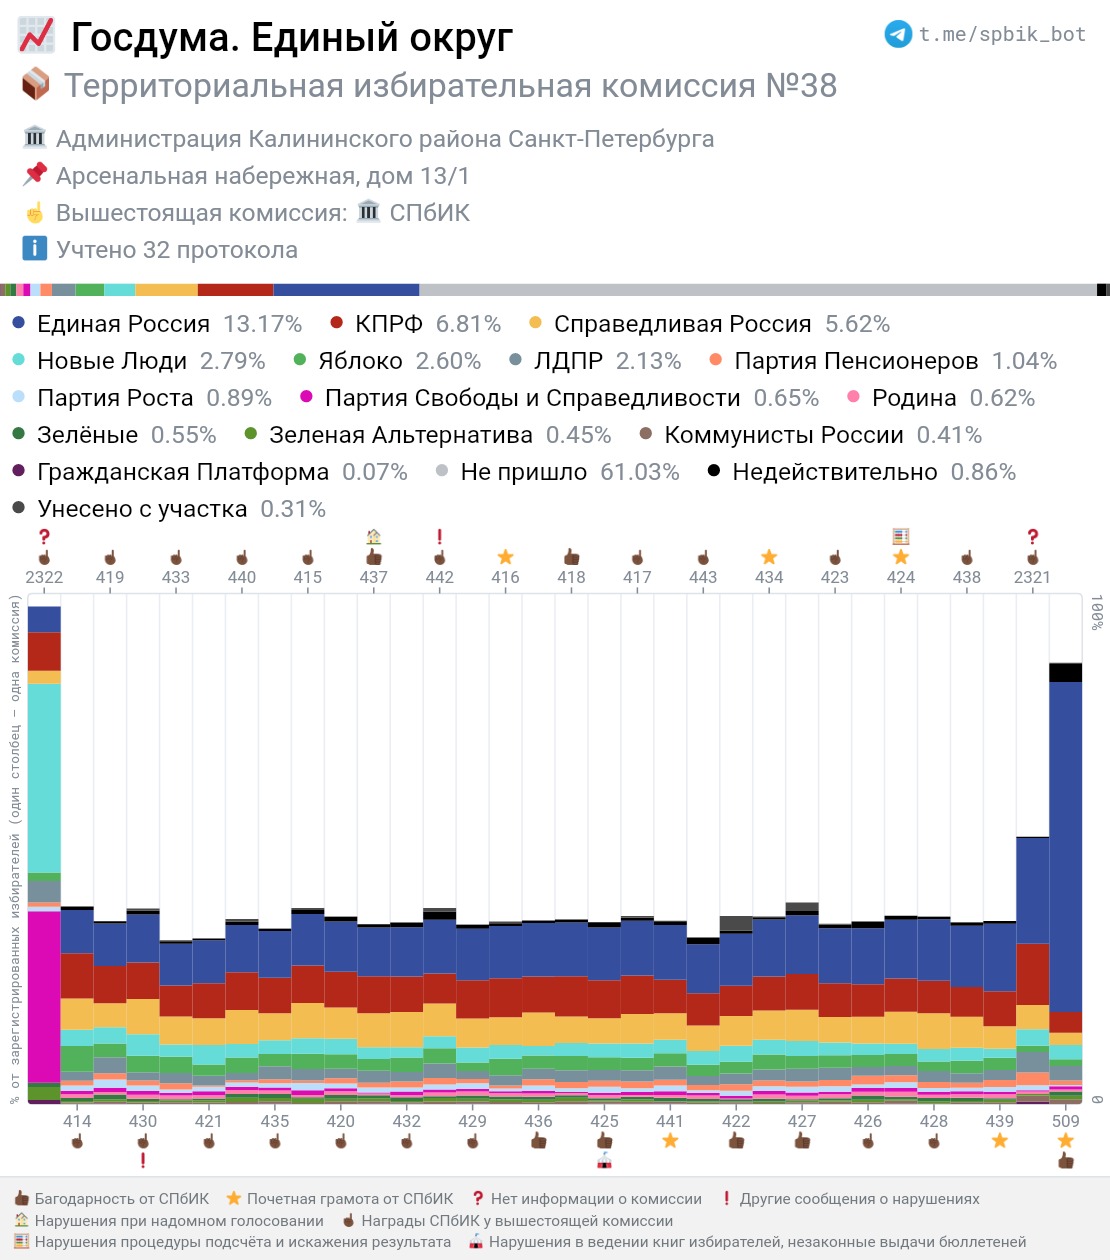 Госдума. Единый округ
t.me/spbik_bot
Территориальная избирательная комиссия №38
Администрация Калининского района Санкт-Петербурга
Арсенальная набережная, дом 13/1
Вышестоящая комиссия: СПбИК
Учтено 32 протокола
Единая Россия 13.17% КПРФ 6.81% Справедливая Россия 5.62%
Новые Люди 2.79% Яблоко 2.60% ЛДПР 2.13% Партия Пенсионеров 1.04%
Партия Роста 0.89% Партия Свободы и Справедливости 0.65% Родина 0.62%
Зелёные 0.55% Зеленая Альтернатива 0.45% Коммунисты России 0.41%
Гражданская Платформа 0.07% Не пришло 61.03% Недействительно 0.86%
Унесено с участка 0.31%
2322 419 433 440 415 437 442 416 418 417 443 434 423 424 438 2321
% от зарегистрированных избирателей (один столбец — одна комиссия)
100%
0
414 430 421 435 420 432 429 436 425 441 422 427 426 428 439 509
Багодарность от СПбИК Почетная грамота от СПбИК Нет информации о комиссии Другие сообщения о нарушениях
Нарушения при надомном голосовании Награды СПбИК у вышестоящей комиссии
Нарушения процедуры подсчёта и искажения результата Нарушения в ведении книг избирателей, незаконные выдачи бюллетеней